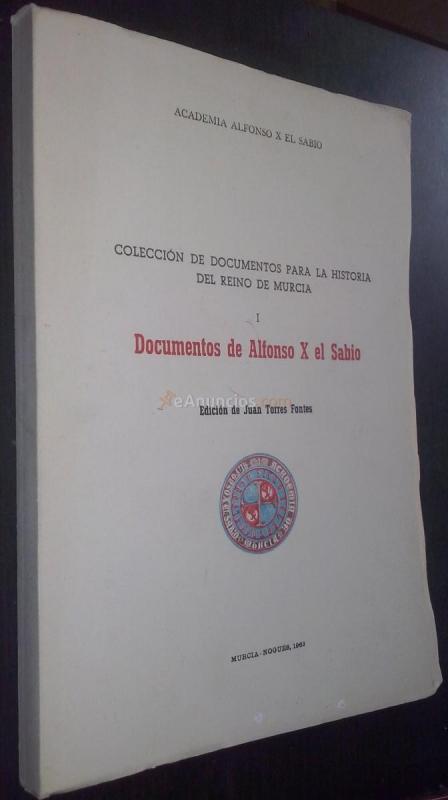 ACADEMIA ALFONSO X EL SABIO
COLECCIÓN DE DOCUMENTOS PARA LA HISTORIA
DEL REINO DE MURCIA
I
Documentos de Alfonso X el Sabio
eAnuncios.com
Edición de Juan Torres Fontes
MURCIA-NOGUES, 1963